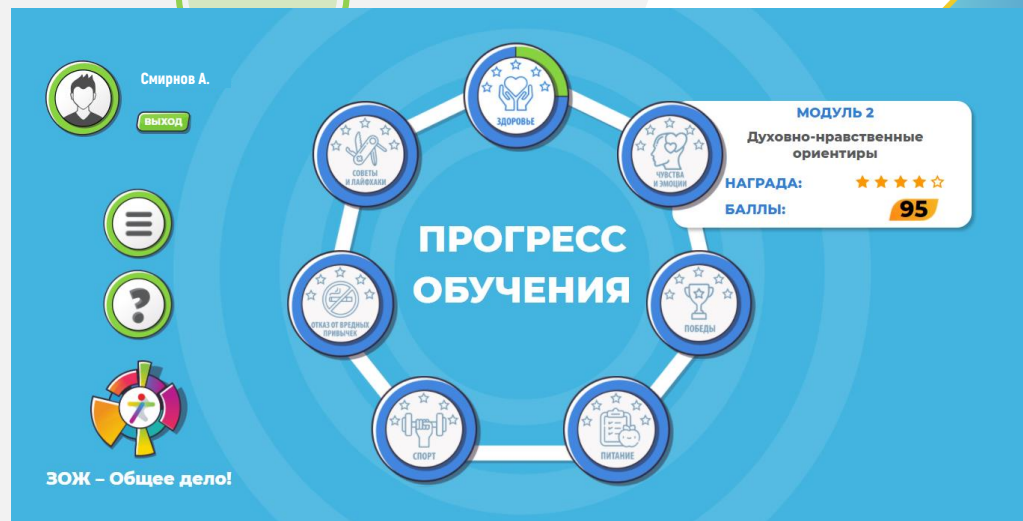 Смирнов А.
ВЫХОД
ЗДОРОВЬЕ
СОВЕТЫ
И ЛАЙФХАКИ
ЧУВСТВА
И ЭМОЦИИ
МОДУЛЬ 2
Духовно-нравственные
ориентиры
НАГРАДА:
БАЛЛЫ: 95
ПРОГРЕСС
ОБУЧЕНИЯ
?
ОТКАЗ ОТ ВРЕДНЫХ
ПРИВЫЧЕК
ПОБЕДЫ
СПОРТ
ПИТАНИЕ
ЗОЖ – Общее дело!